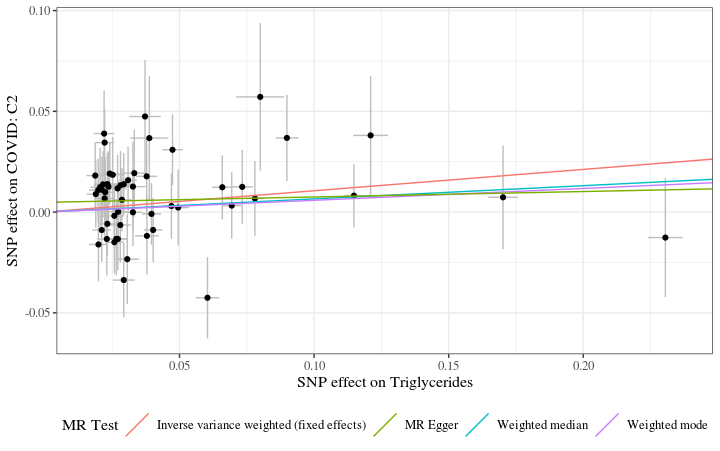 0.10
0.05
0.00
-0.05
SNP effect on COVID: C2
0.05 0.10 0.15 0.20
SNP effect on Triglycerides
MR Test Inverse variance weighted (fixed effects) MR Egger Weighted median Weighted mode